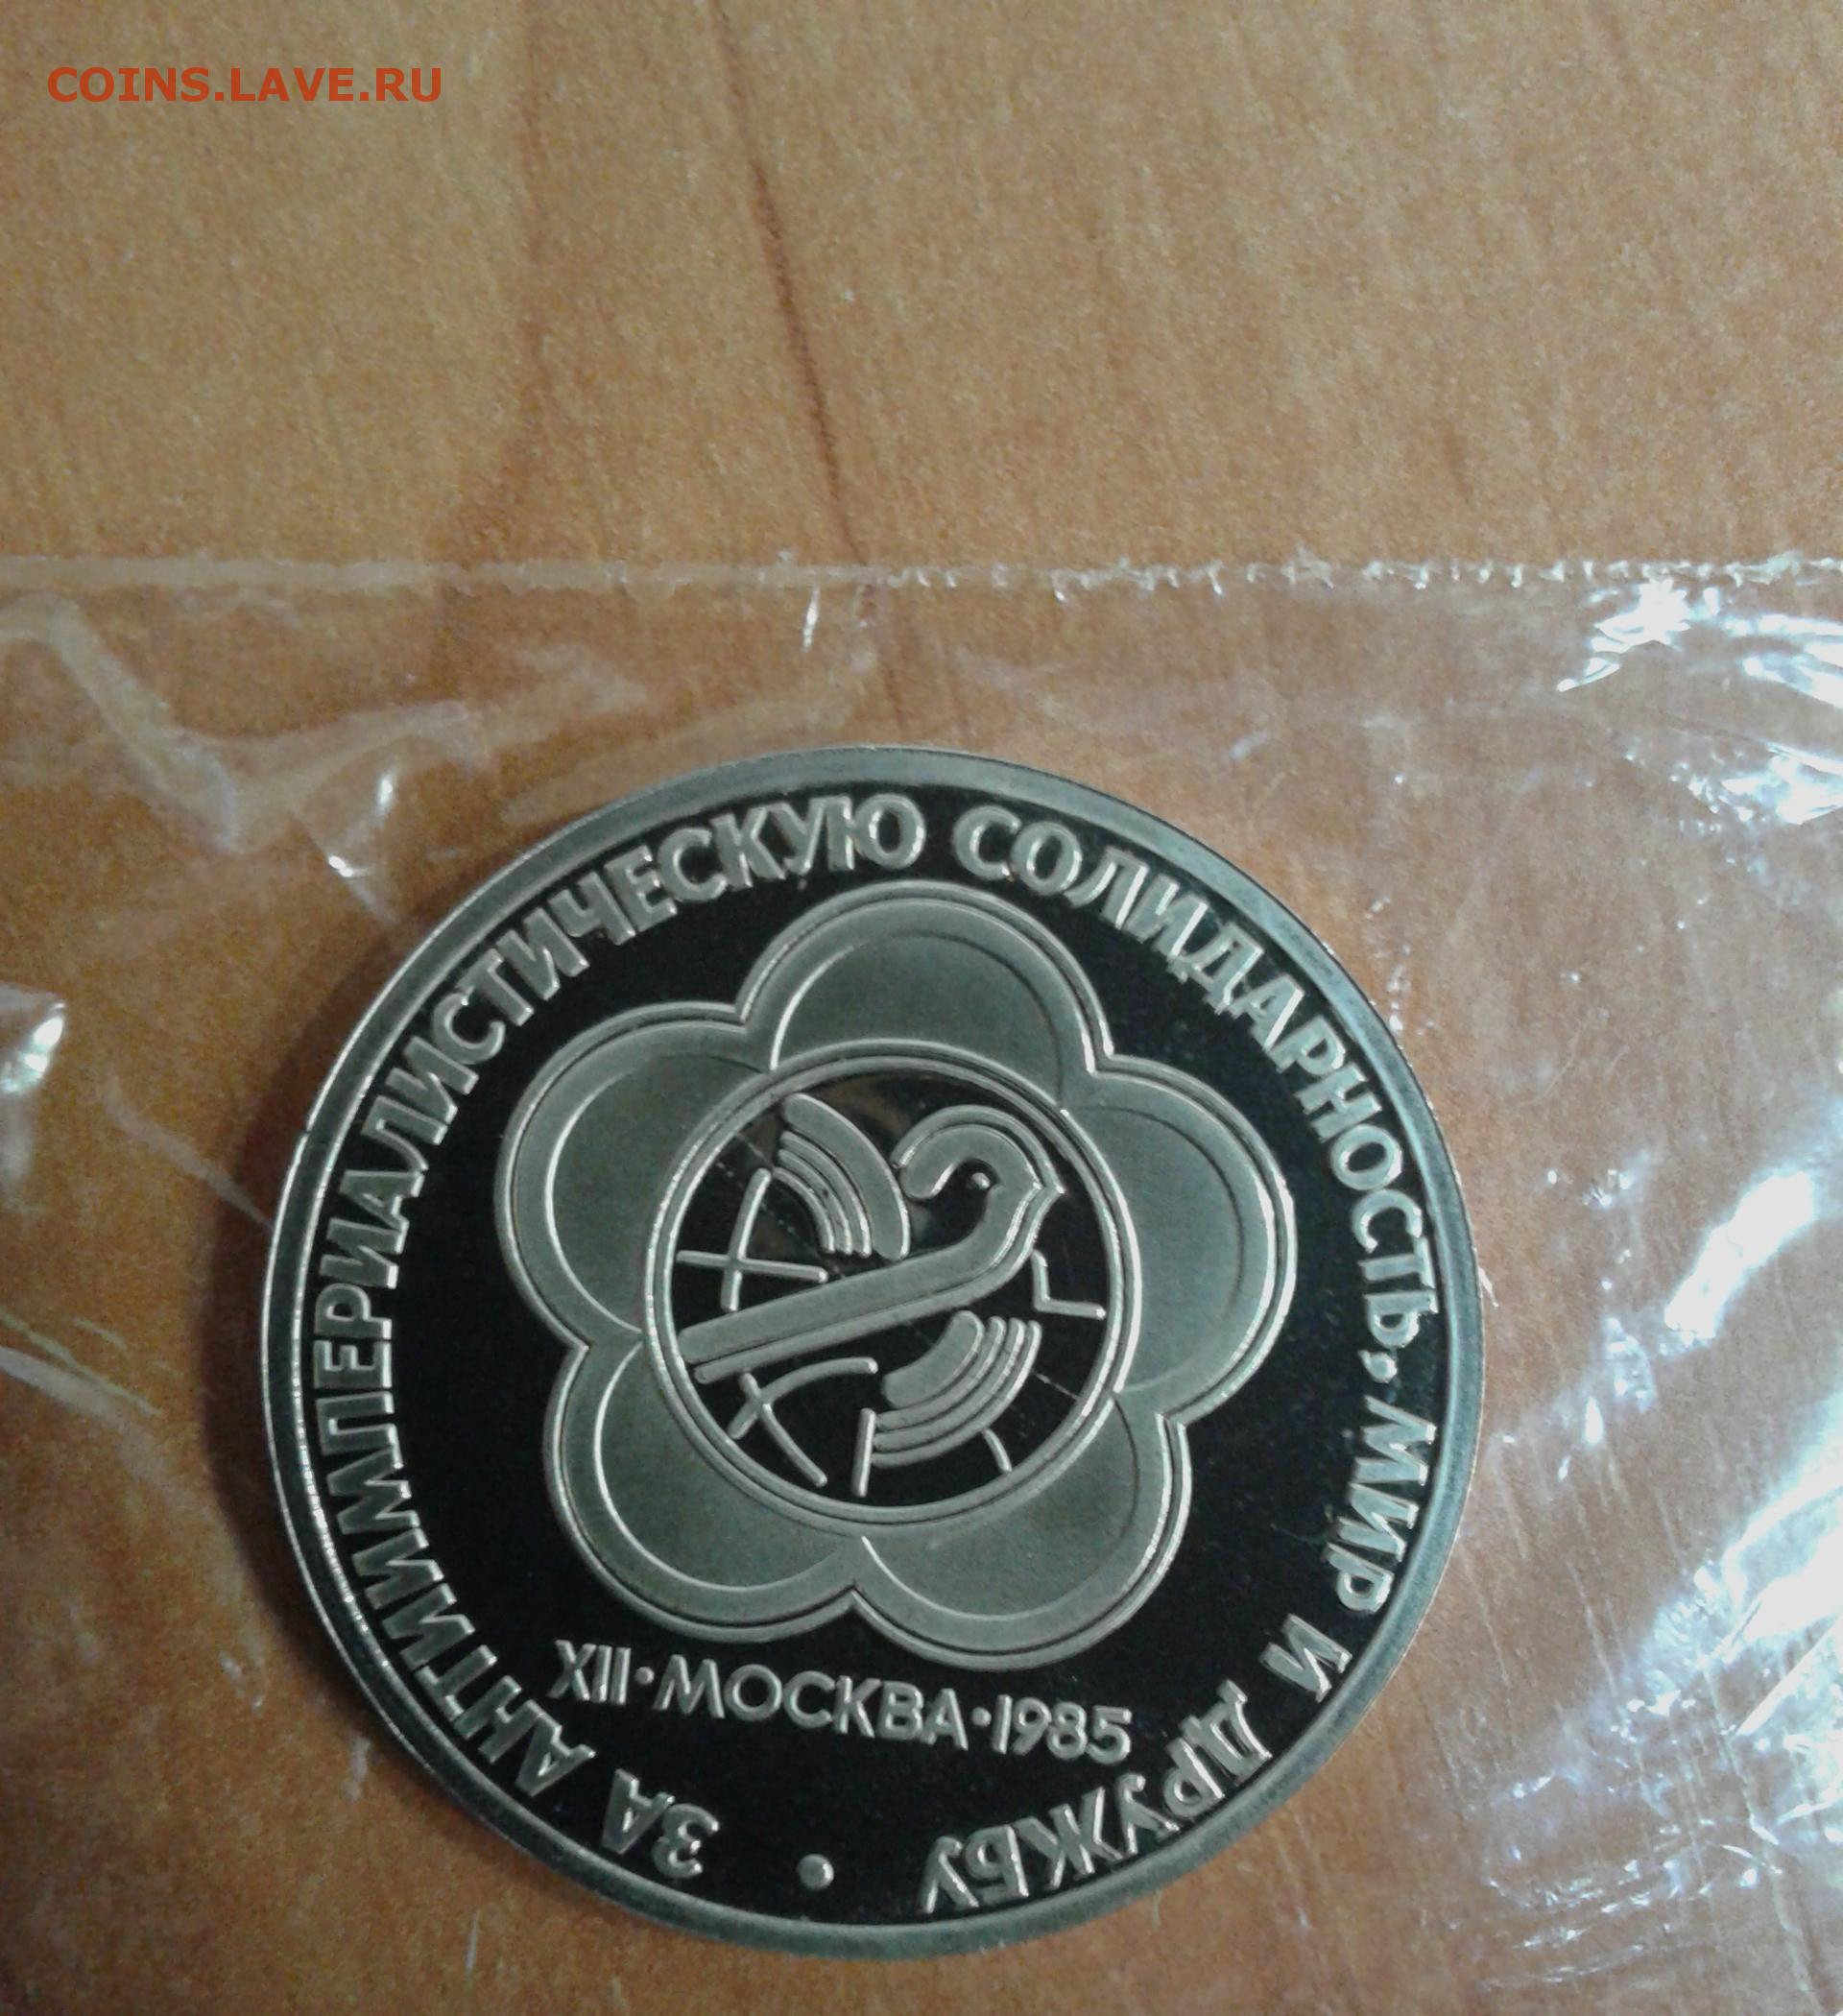 COINS.LAVE.RU
ЗА АНТИИМПЕРИАЛИСТИЧЕСКУЮ СОЛИДАРНОСТЬ, МИР И ДРУЖБУ •
XII • МОСКВА • 1985